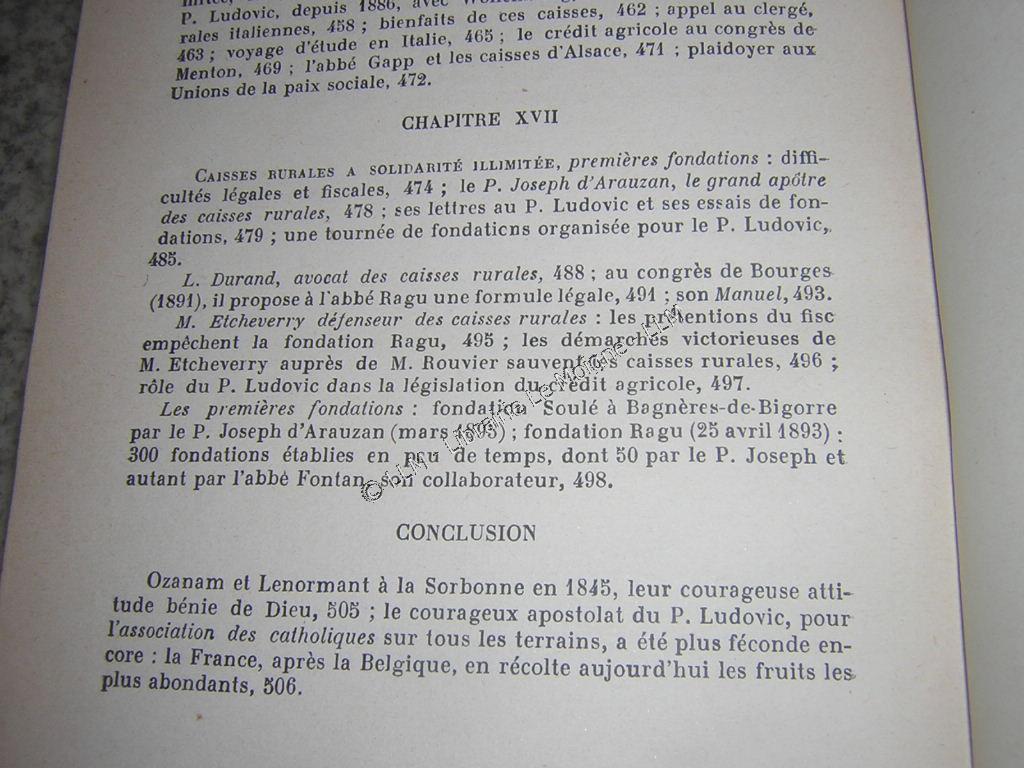 P. Ludovic, depuis 1886, avec
rales italiennes, 458 ; bienfaits de ces caisses, 462 ; appel au clergé,
463 ; voyage d'étude en Italie, 465 ; le crédit agricole au congrès de
Menton, 469 ; l'abbé Gapp et les caisses d'Alsace, 471 ; plaidoyer aux
Unions de la paix sociale, 472.
CHAPITRE XVII
CAISSES RURALES A SOLIDARITÉ ILLIMITÉE, premières fondations : diffi-
cultés légales et fiscales, 474 ; le P. Joseph d'Arauzan, le grand apôtre
des caisses rurales, 478 ; ses lettres au P. Ludovic et ses essais de fon-
dations, 479 ; une tournée de fondations organisée pour le P. Ludovic,
485.
L. Durand, avocat des caisses rurales, 488 ; au congrès de Bourges
(1891), il propose à l'abbé Ragu une formule légale, 491 ; son Manuel, 493.
M. Etcheverry défenseur des caisses rurales : les prétentions du fisc
empêchent la fondation Ragu, 495 ; les démarches victorieuses de
M. Etcheverry auprès de M. Rouvier sauvent les caisses rurales, 496 ;
rôle du P. Ludovic dans la législation du crédit agricole, 497.
Les premières fondations : fondation Soulé à Bagnères-de-Bigorre
par le P. Joseph d'Arauzan (mars 1893) ; fondation Ragu (25 avril 1893) :
300 fondations établies en peu de temps, dont 50 par le P. Joseph et
autant par l'abbé Fontan, son collaborateur, 498.
© LLM - Librairie Le Moigne - LLM
CONCLUSION
Ozanam et Lenormant à la Sorbonne en 1845, leur courageuse atti-
tude bénie de Dieu, 505 ; le courageux apostolat du P. Ludovic, pour
l'association des catholiques sur tous les terrains, a été plus féconde en-
core : la France, après la Belgique, en récolte aujourd'hui les fruits les
plus abondants, 506.